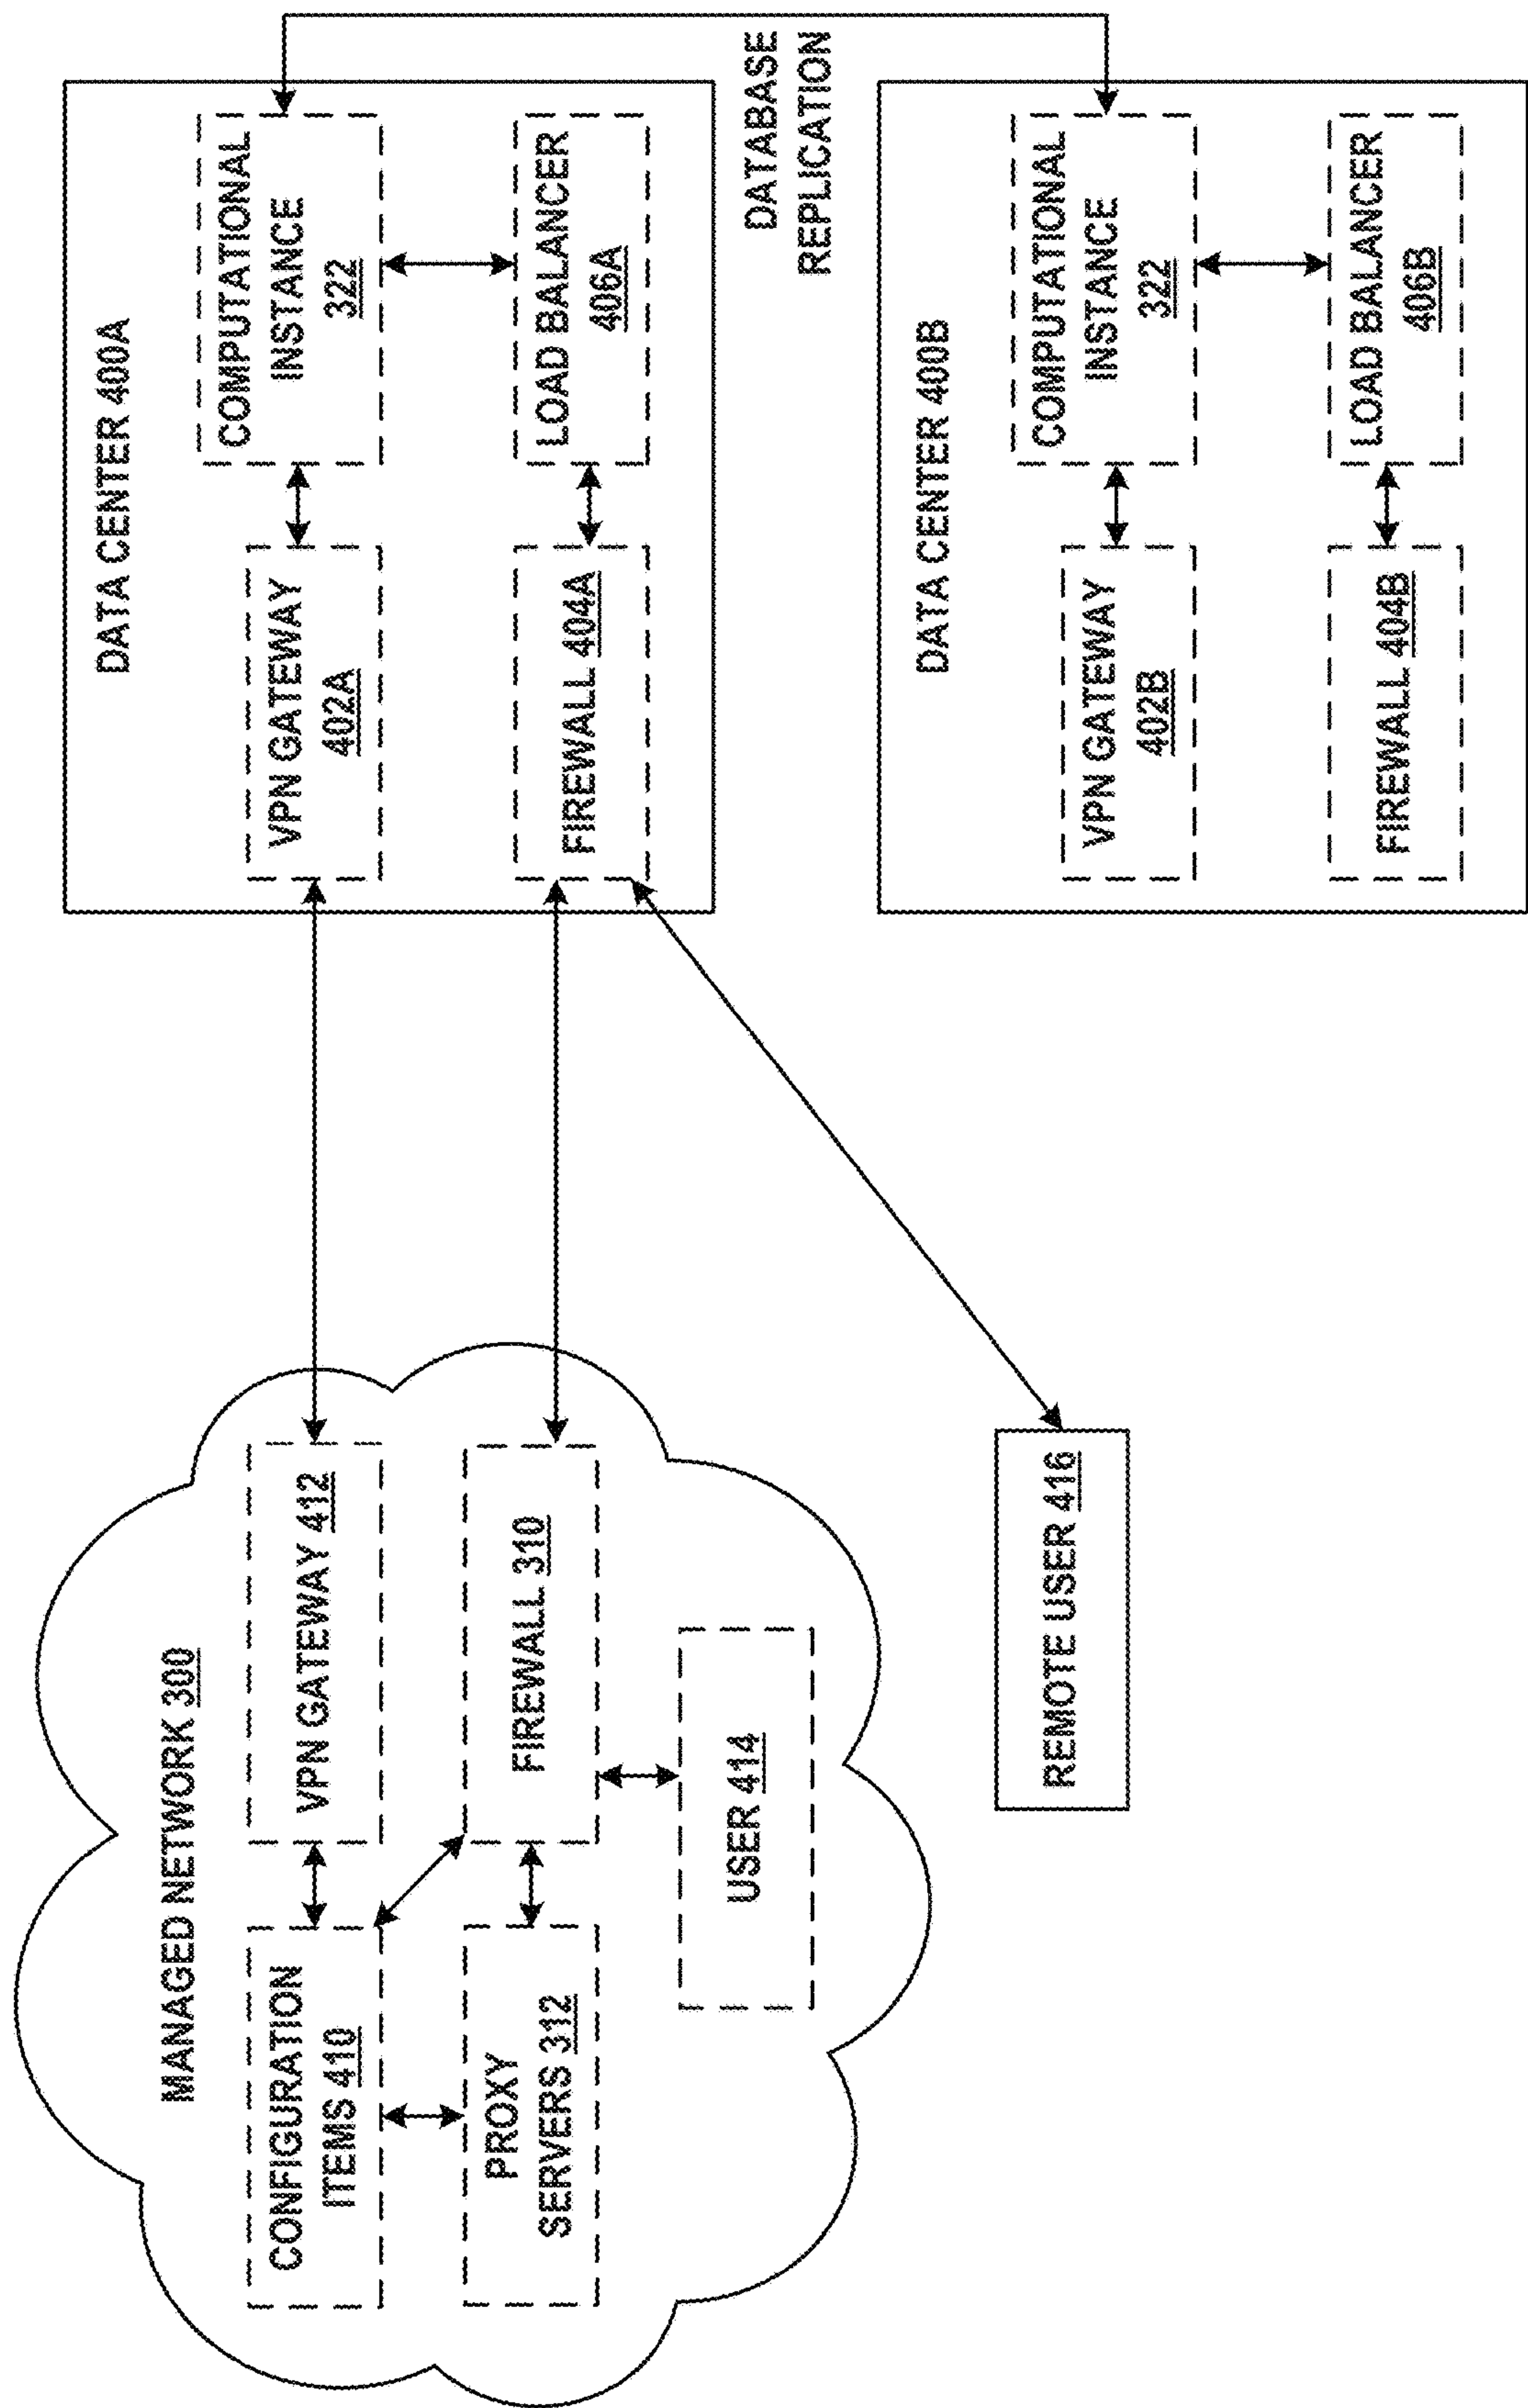 MANAGED NETWORK 300
CONFIGURATION
ITEMS 410
VPN GATEWAY 412
PROXY
SERVERS 312
FIREWALL 310
USER 414
REMOTE USER 416
DATA CENTER 400A
VPN GATEWAY
402A
COMPUTATIONAL
INSTANCE
322
FIREWALL 404A
LOAD BALANCER
406A
DATABASE
REPLICATION
DATA CENTER 400B
VPN GATEWAY
402B
COMPUTATIONAL
INSTANCE
322
FIREWALL 404B
LOAD BALANCER
406B